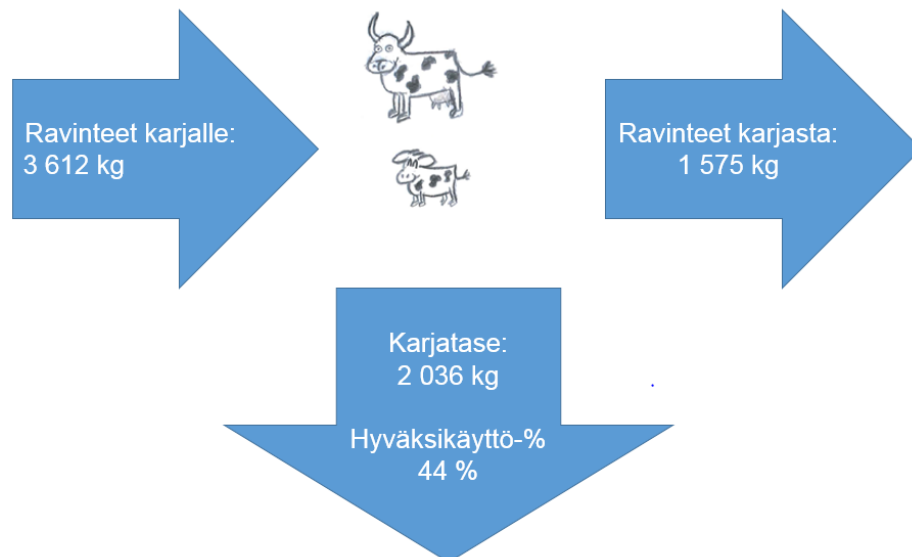 Ravinteet karjalle:
3 612 kg
Ravinteet karjasta:
1 575 kg
Karjatase:
2 036 kg
Hyväksikäyttö-%
44 %